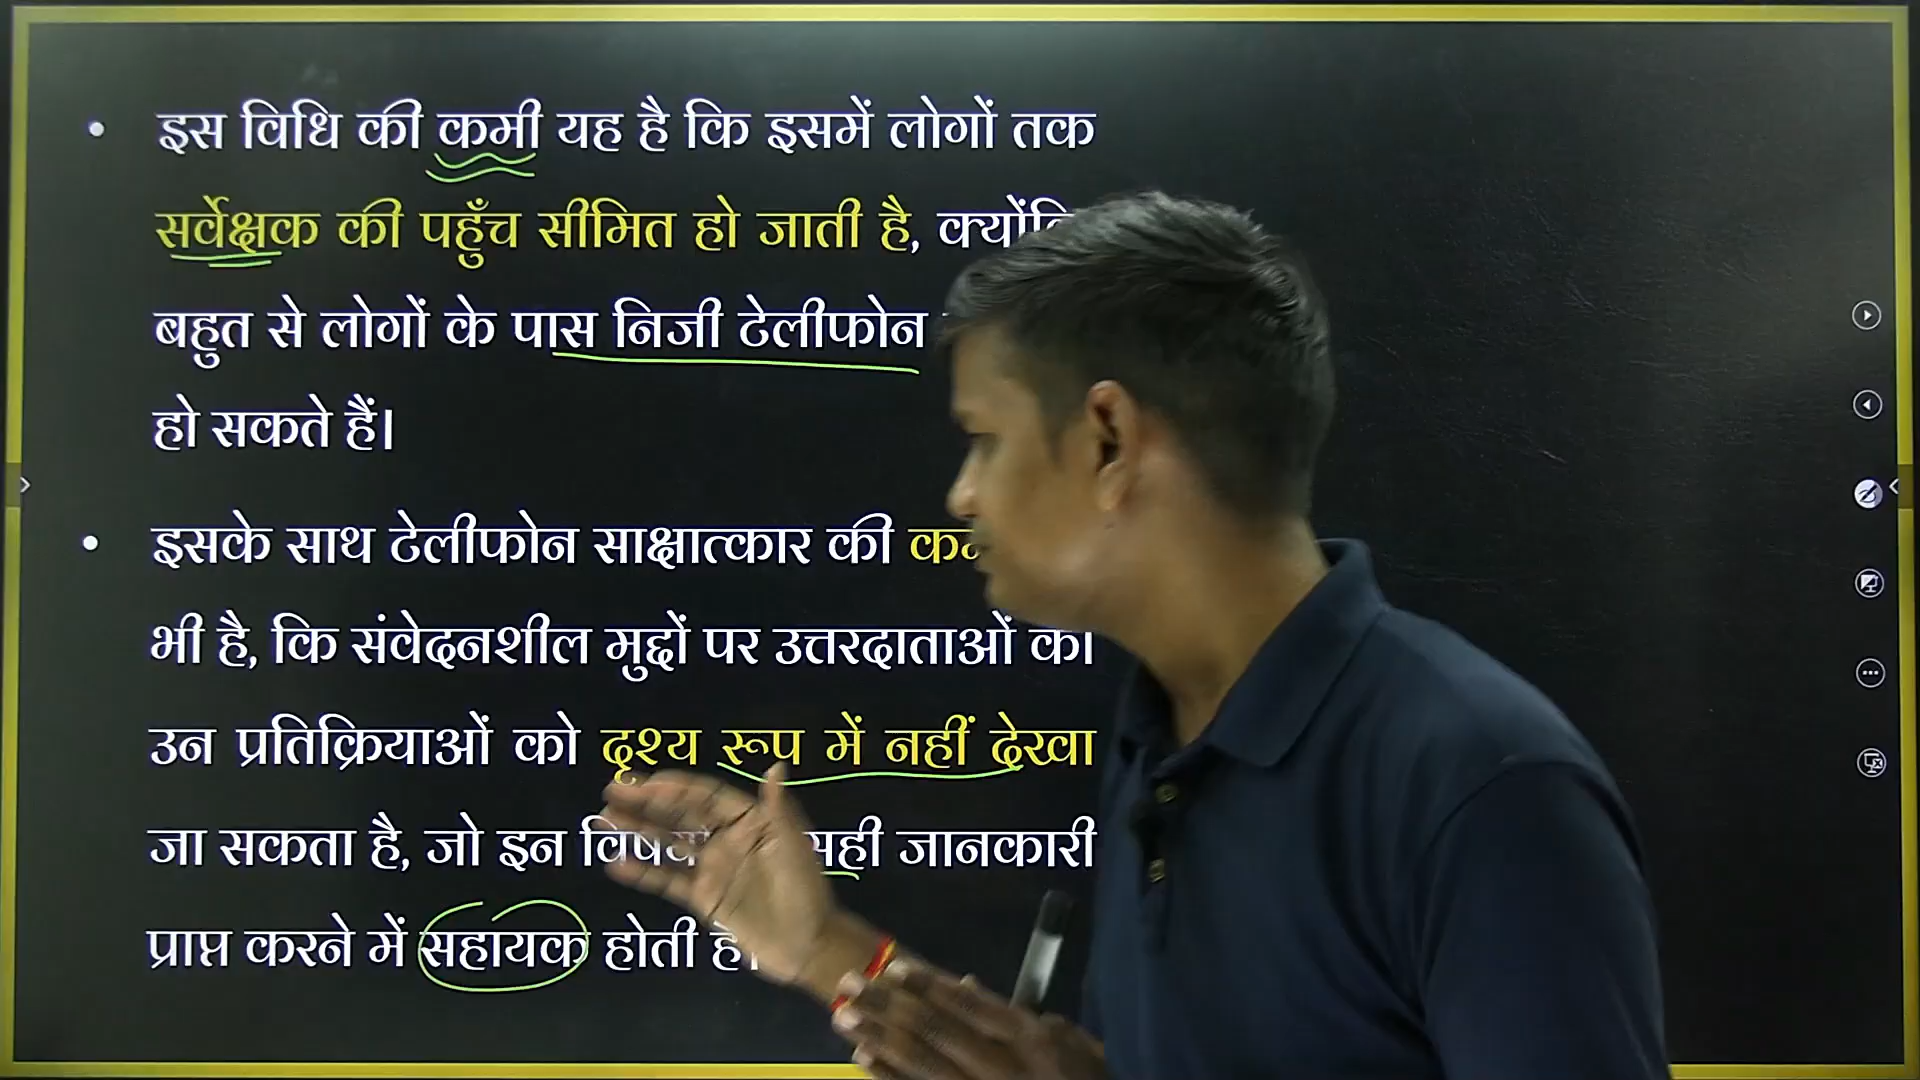 • इस विधि की कमी यह है कि इसमें लोगों तक
सर्वेक्षक की पहुँच सीमित हो जाती है,
बहुत से लोगों के पास निजी टेलीफोन
हो सकते हैं।
• इसके साथ टेलीफोन साक्षात्कार की
भी है, कि संवेदनशील मुद्दों पर उत्तरदाताओं की
उन प्रतिक्रियाओं को दृश्य रूप में नहीं देखा
जा सकता है, जो इन सही जानकारी
प्राप्त करने में सहायक होती है।